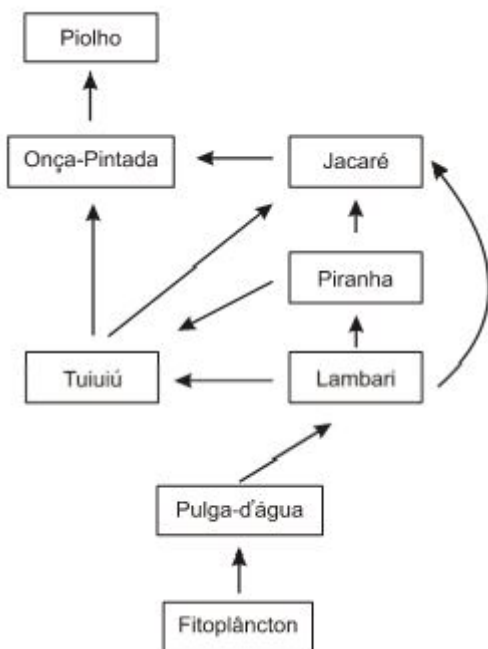 Piolho
Onça-Pintada
Jacaré
Piranha
Tuiuiú
Lambari
Pulga-d'água
Fitoplâncton